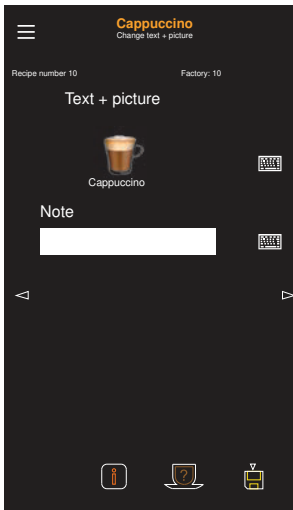 Cappuccino
Change text + picture
Recipe number 10 Factory: 10
Text + picture
Cappuccino
Note
i
?